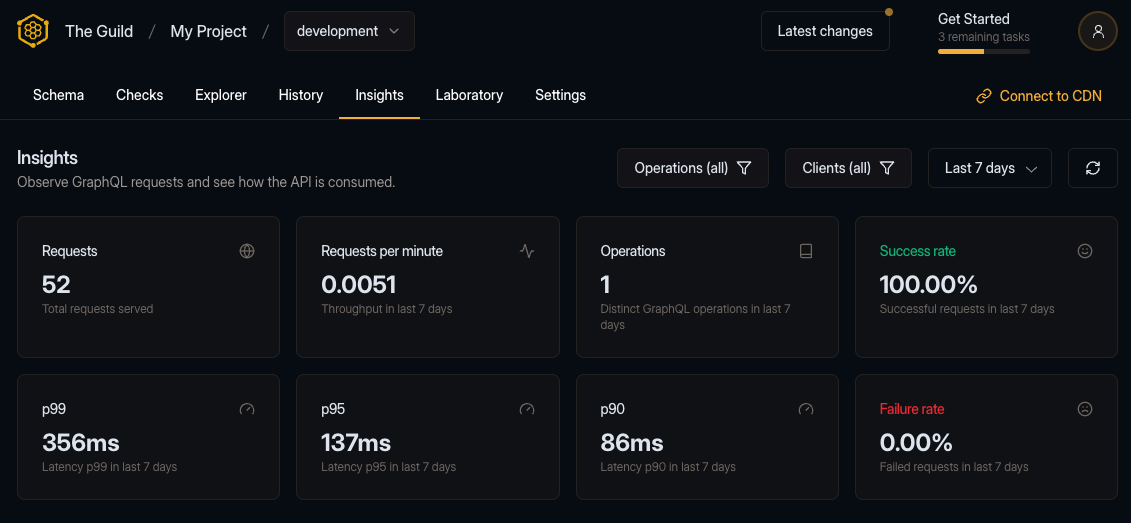 The Guild / My Project / development
Latest changes
Get Started
3 remaining tasks
Schema Checks Explorer History Insights Laboratory Settings
Connect to CDN
Insights
Observe GraphQL requests and see how the API is consumed.
Operations (all) Clients (all) Last 7 days
Requests
52
Total requests served
Requests per minute
0.0051
Throughput in last 7 days
Operations
1
Distinct GraphQL operations in last 7
days
Success rate
100.00%
Successful requests in last 7 days
p99
356ms
Latency p99 in last 7 days
p95
137ms
Latency p95 in last 7 days
p90
86ms
Latency p90 in last 7 days
Failure rate
0.00%
Failed requests in last 7 days